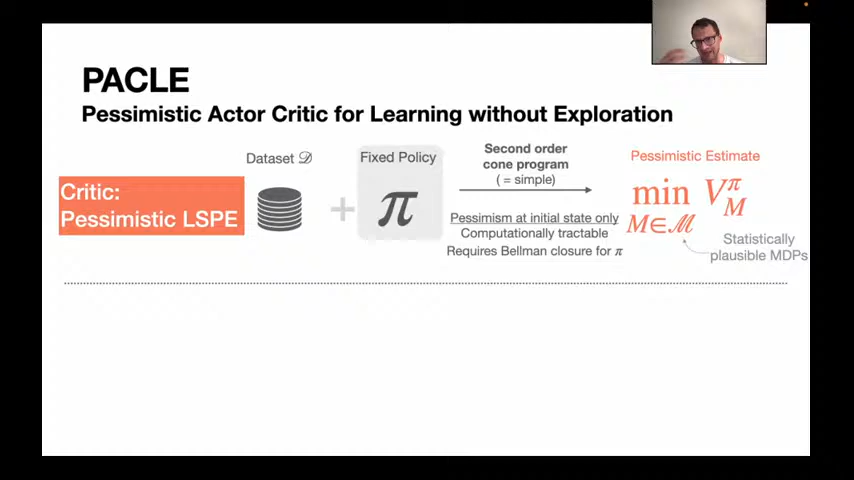 PACLE
Pessimistic Actor Critic for Learning without Exploration
Dataset 𝒟
Fixed Policy
Second order
cone program
( = simple)
Pessimistic Estimate
Critic:
Pessimistic LSPE
+
π
min V_M^π
M∈ℳ
Pessimism at initial state only
Computationally tractable
Requires Bellman closure for π
Statistically
plausible MDPs